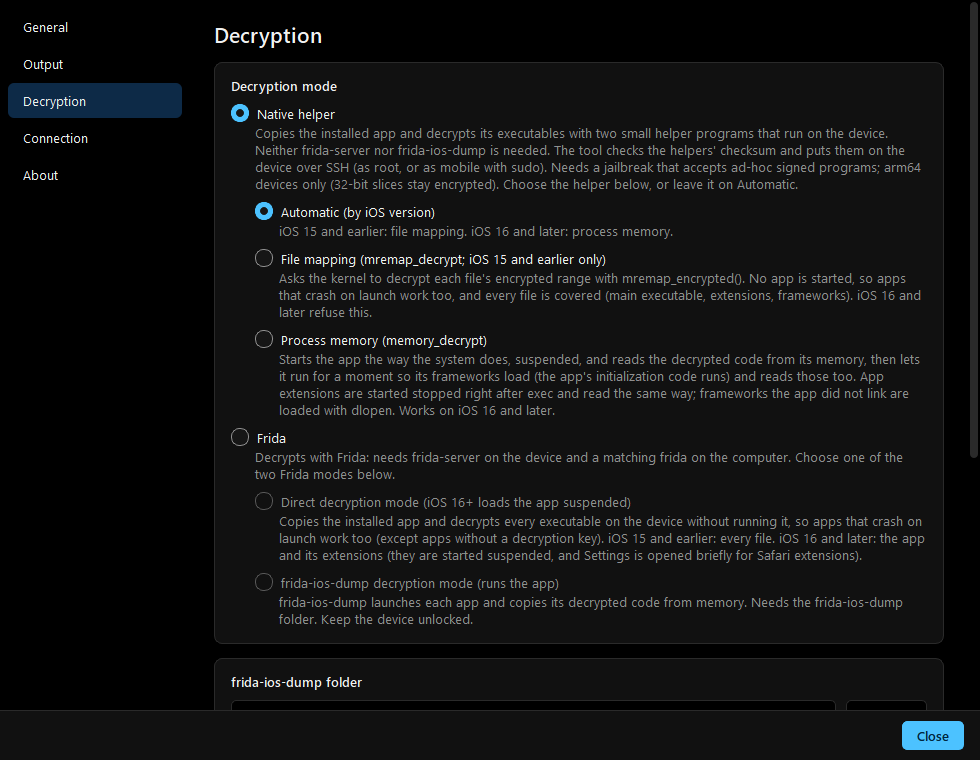 General
Output
Decryption
Connection
About
Decryption
Decryption mode
Native helper
Copies the installed app and decrypts its executables with two small helper programs that run on the device.
Neither frida-server nor frida-ios-dump is needed. The tool checks the helpers' checksum and puts them on the
device over SSH (as root, or as mobile with sudo). Needs a jailbreak that accepts ad-hoc signed programs; arm64
devices only (32-bit slices stay encrypted). Choose the helper below, or leave it on Automatic.
Automatic (by iOS version)
iOS 15 and earlier: file mapping. iOS 16 and later: process memory.
File mapping (mremap_decrypt; iOS 15 and earlier only)
Asks the kernel to decrypt each file's encrypted range with mremap_encrypted(). No app is started, so apps
that crash on launch work too, and every file is covered (main executable, extensions, frameworks). iOS 16 and
later refuse this.
Process memory (memory_decrypt)
Starts the app the way the system does, suspended, and reads the decrypted code from its memory, then lets
it run for a moment so its frameworks load (the app's initialization code runs) and reads those too. App
extensions are started stopped right after exec and read the same way; frameworks the app did not link are
loaded with dlopen. Works on iOS 16 and later.
Frida
Decrypts with Frida: needs frida-server on the device and a matching frida on the computer. Choose one of the
two Frida modes below.
Direct decryption mode (iOS 16+ loads the app suspended)
Copies the installed app and decrypts every executable on the device without running it, so apps that crash on
launch work too (except apps without a decryption key). iOS 15 and earlier: every file. iOS 16 and later: the app
and its extensions (they are started suspended, and Settings is opened briefly for Safari extensions).
frida-ios-dump decryption mode (runs the app)
frida-ios-dump launches each app and copies its decrypted code from memory. Needs the frida-ios-dump
folder. Keep the device unlocked.
frida-ios-dump folder
Close